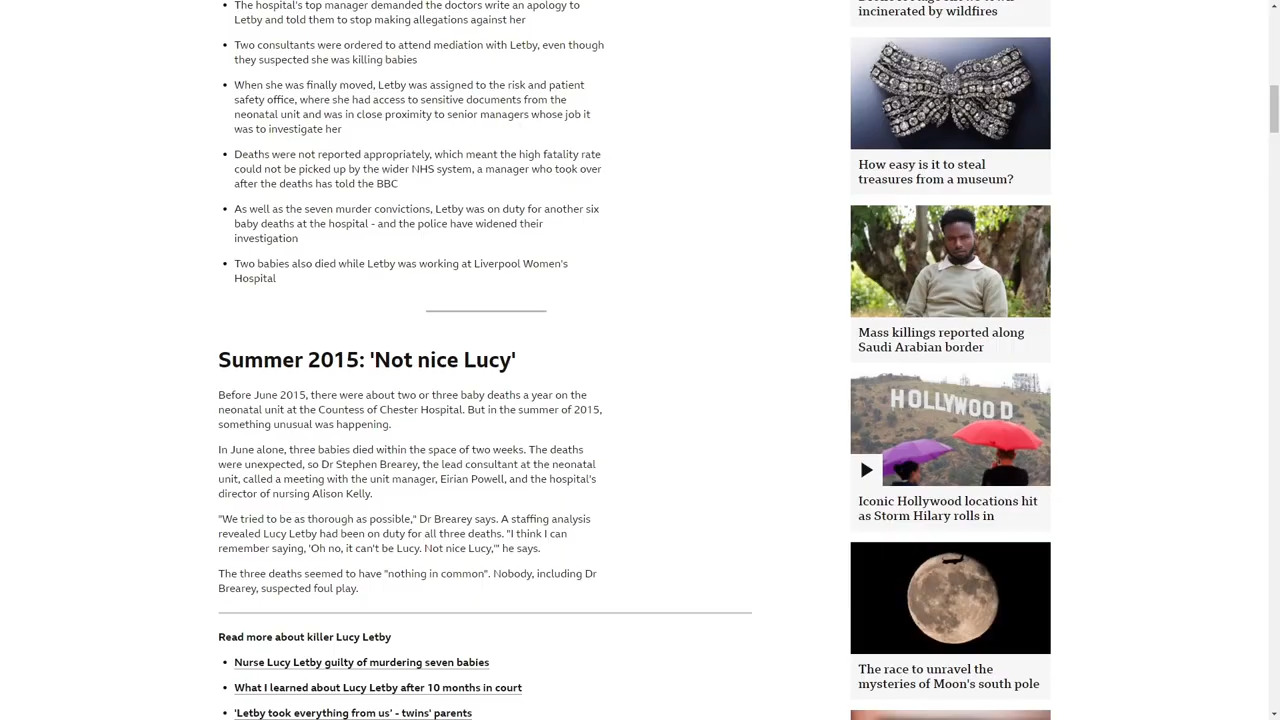 The hospital's top manager demanded the doctors write an apology to
Letby and told them to stop making allegations against her
Two consultants were ordered to attend mediation with Letby, even though
they suspected she was killing babies
When she was finally moved, Letby was assigned to the risk and patient
safety office, where she had access to sensitive documents from the
neonatal unit and was in close proximity to senior managers whose job it
was to investigate her
Deaths were not reported appropriately, which meant the high fatality rate
could not be picked up by the wider NHS system, a manager who took over
after the deaths has told the BBC
As well as the seven murder convictions, Letby was on duty for another six
baby deaths at the hospital - and the police have widened their
investigation
Two babies also died while Letby was working at Liverpool Women's
Hospital
Summer 2015: 'Not nice Lucy'
Before June 2015, there were about two or three baby deaths a year on the
neonatal unit at the Countess of Chester Hospital. But in the summer of 2015,
something unusual was happening.
In June alone, three babies died within the space of two weeks. The deaths
were unexpected, so Dr Stephen Brearey, the lead consultant at the neonatal
unit, called a meeting with the unit manager, Eirian Powell, and the hospital's
director of nursing Alison Kelly.
"We tried to be as thorough as possible," Dr Brearey says. A staffing analysis
revealed Lucy Letby had been on duty for all three deaths. "I think I can
remember saying, 'Oh no, it can't be Lucy. Not nice Lucy,'" he says.
The three deaths seemed to have "nothing in common". Nobody, including Dr
Brearey, suspected foul play.
Read more about killer Lucy Letby
Nurse Lucy Letby guilty of murdering seven babies
What I learned about Lucy Letby after 10 months in court
'Letby took everything from us' - twins' parents
incinerated by wildfires
How easy is it to steal
treasures from a museum?
Mass killings reported along
Saudi Arabian border
HOLLYWOOD
Iconic Hollywood locations hit
as Storm Hilary rolls in
The race to unravel the
mysteries of Moon's south pole